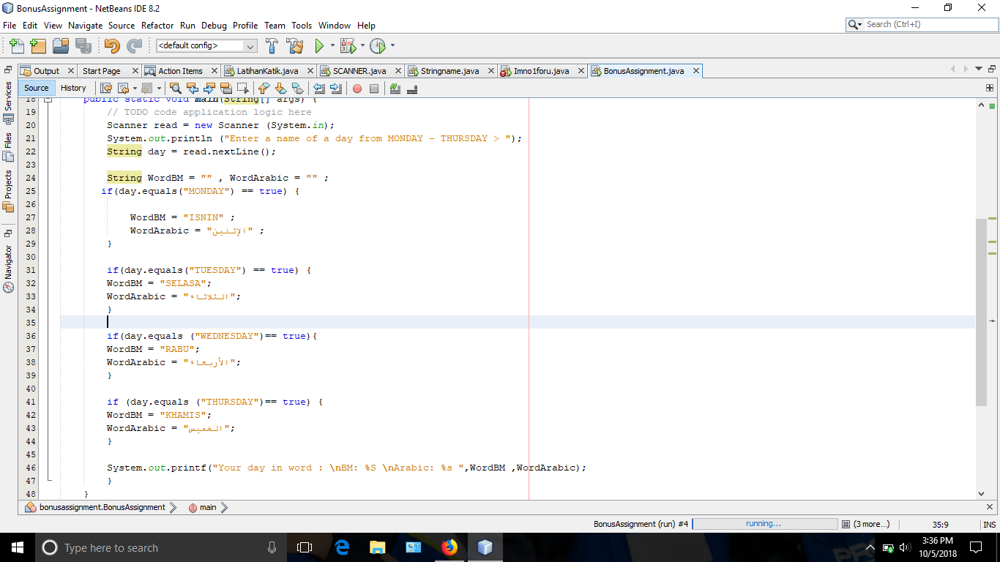 BonusAssignment - NetBeans IDE 8.2
File Edit View Navigate Source Refactor Run Debug Profile Team Tools Window Help
Search (Ctrl+I)
<default config>
Output Start Page Action Items LatihanKatik.java SCANNER.java Stringname.java Imno1foru.java BonusAssignment.java
Source History
Services
Files
Projects
Navigator
18 public static void main(String[] args) {
19 // TODO code application logic here
20 Scanner read = new Scanner (System.in);
21 System.out.println ("Enter a name of a day from MONDAY - THURSDAY > ");
22 String day = read.nextLine();
23
24 String WordBM = "" , WordArabic = "" ;
25 if(day.equals("MONDAY") == true) {
26
27 WordBM = "ISNIN" ;
28 WordArabic = "الإثنين" ;
29 }
30
31 if(day.equals("TUESDAY") == true) {
32 WordBM = "SELASA";
33 WordArabic = "الثلاثاء";
34 }
35
36 if(day.equals ("WEDNESDAY")== true){
37 WordBM = "RABU";
38 WordArabic = "الأربعاء";
39 }
40
41 if (day.equals ("THURSDAY")== true) {
42 WordBM = "KHAMIS";
43 WordArabic = "الخميس";
44 }
45
46 System.out.printf("Your day in word : \nBM: %S \nArabic: %s ",WordBM ,WordArabic);
47 }
48 }
bonusassignment.BonusAssignment main
BonusAssignment (run) #4 running... (3 more...) 35:9 INS
Type here to search
3:36 PM
10/5/2018